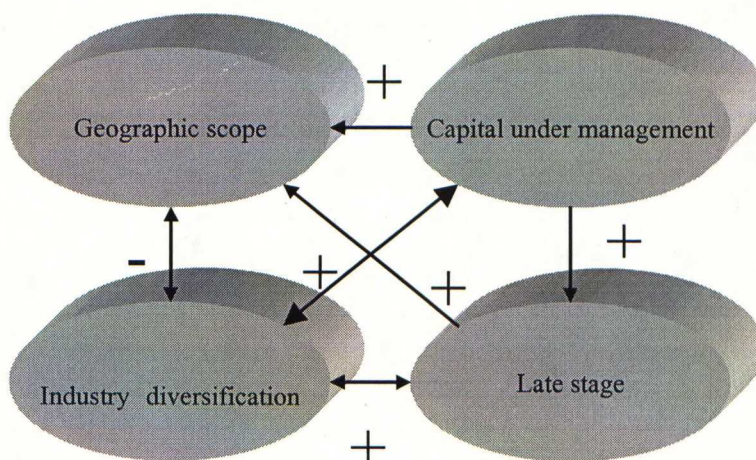 +
Geographic scope
Capital under management
-
+
+
+
Industry diversification
Late stage
+